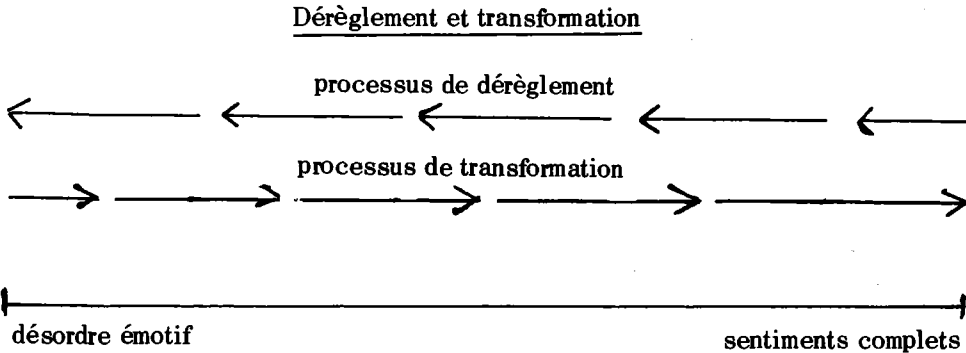 Dérèglement et transformation
processus de dérèglement
processus de transformation
désordre émotif
sentiments complets